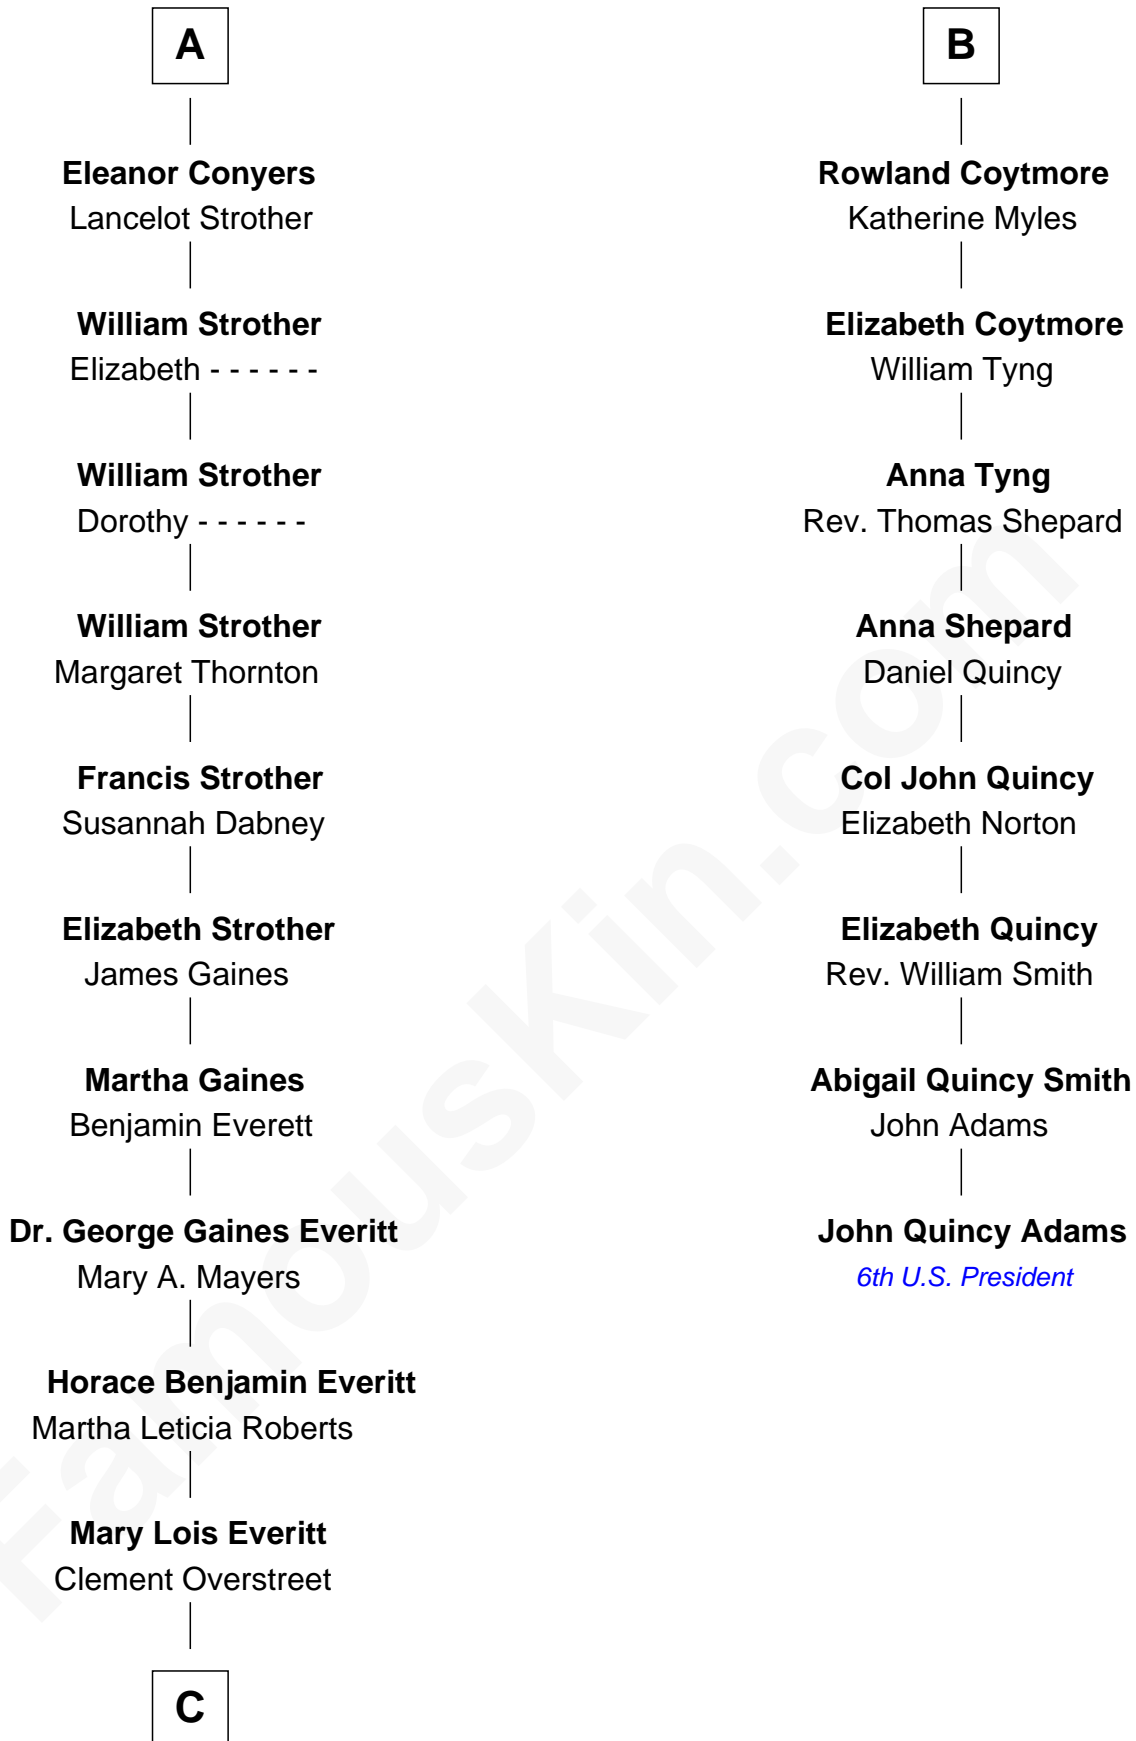 A
Eleanor Conyers
Lancelot Strother
William Strother
Elizabeth - - - - - -
William Strother
Dorothy - - - - - -
William Strother
Margaret Thornton
Francis Strother
Susannah Dabney
Elizabeth Strother
James Gaines
Martha Gaines
Benjamin Everett
Dr. George Gaines Everitt
Mary A. Mayers
Horace Benjamin Everitt
Martha Leticia Roberts
Mary Lois Everitt
Clement Overstreet
C
B
Rowland Coytmore
Katherine Myles
Elizabeth Coytmore
William Tyng
Anna Tyng
Rev. Thomas Shepard
Anna Shepard
Daniel Quincy
Col John Quincy
Elizabeth Norton
Elizabeth Quincy
Rev. William Smith
Abigail Quincy Smith
John Adams
John Quincy Adams
6th U.S. President
FamousKin.com